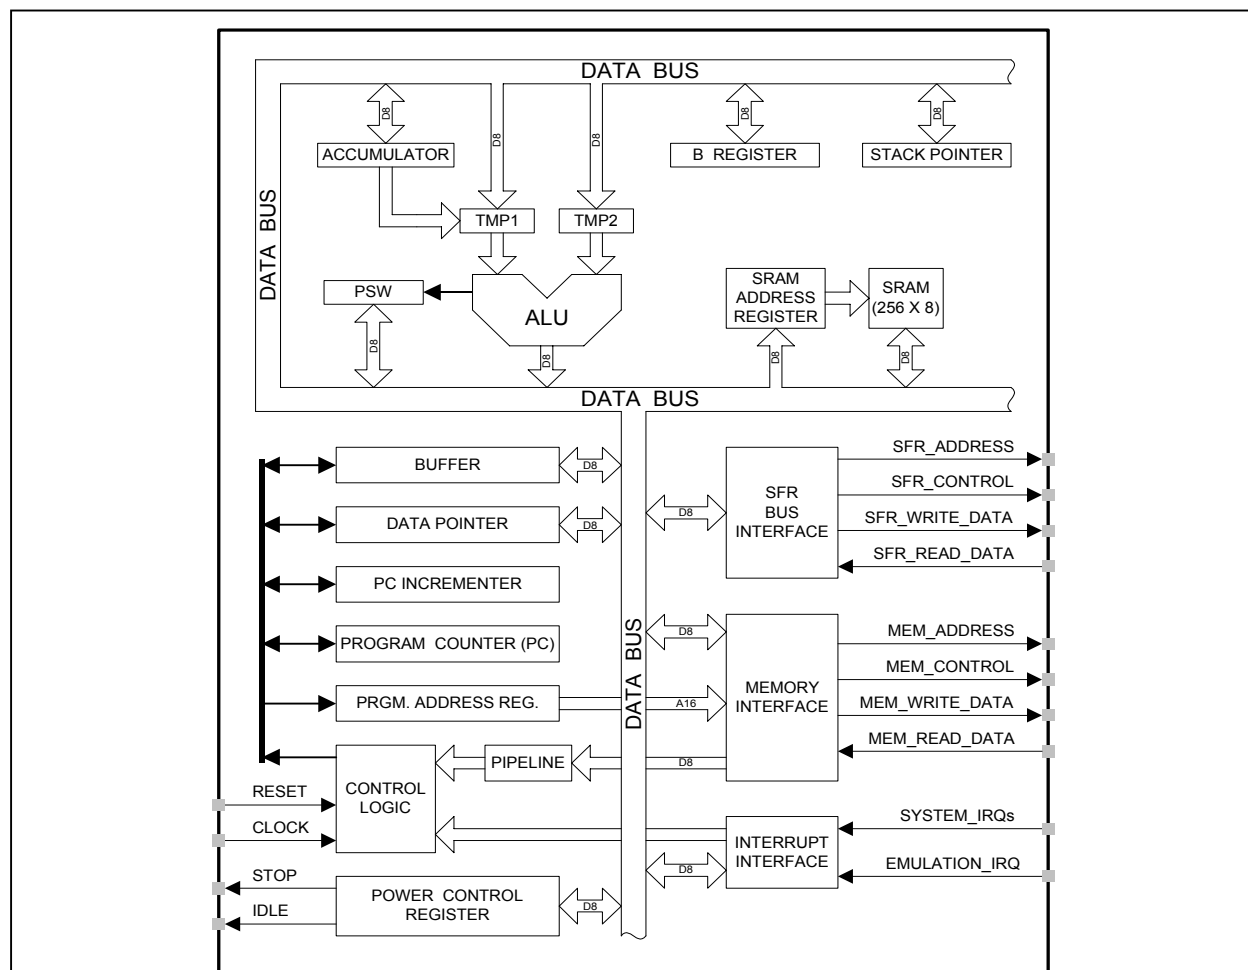 DATA BUS
D8
D8
D8
D8
D8
ACCUMULATOR
B REGISTER
STACK POINTER
DATA BUS
TMP1
TMP2
PSW
ALU
SRAM
ADDRESS
REGISTER
SRAM
(256 X 8)
D8
D8
D8
D8
DATA BUS
BUFFER
D8
DATA POINTER
D8
PC INCREMENTER
PROGRAM COUNTER (PC)
PRGM. ADDRESS REG.
A16
DATA BUS
SFR
BUS
INTERFACE
D8
SFR_ADDRESS
SFR_CONTROL
SFR_WRITE_DATA
SFR_READ_DATA
D8
MEMORY
INTERFACE
MEM_ADDRESS
MEM_CONTROL
MEM_WRITE_DATA
MEM_READ_DATA
CONTROL
LOGIC
PIPELINE
D8
RESET
CLOCK
INTERRUPT
INTERFACE
SYSTEM_IRQs
EMULATION_IRQ
D8
STOP
IDLE
POWER CONTROL
REGISTER
D8